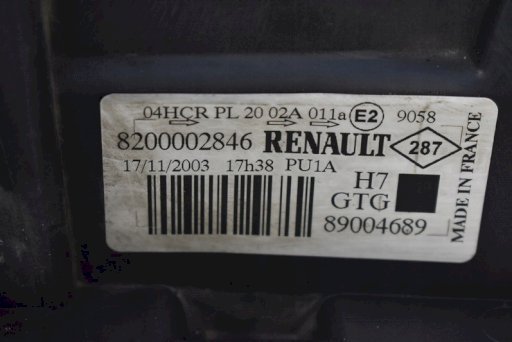 04HCR PL 20 02A 011a E2 9058
8200002846 RENAULT 287
17/11/2003 17h38 PU1A
H7
GTG
89004689
MADE IN FRANCE